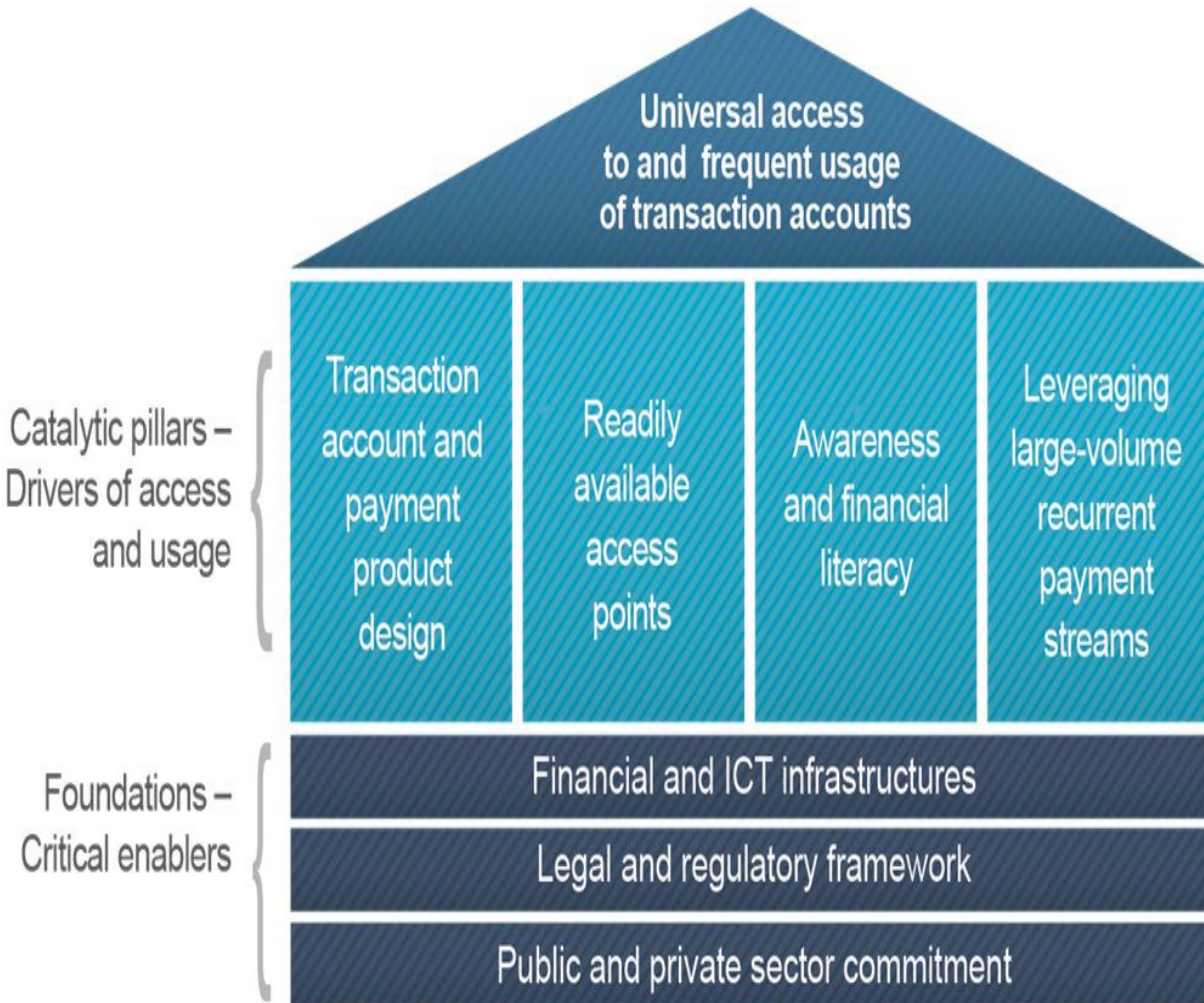 Universal access
to and frequent usage
of transaction accounts
Catalytic pillars –
Drivers of access
and usage
Transaction
account and
payment
product
design
Readily
available
access
points
Awareness
and financial
literacy
Leveraging
large-volume
recurrent
payment
streams
Foundations –
Critical enablers
Financial and ICT infrastructures
Legal and regulatory framework
Public and private sector commitment